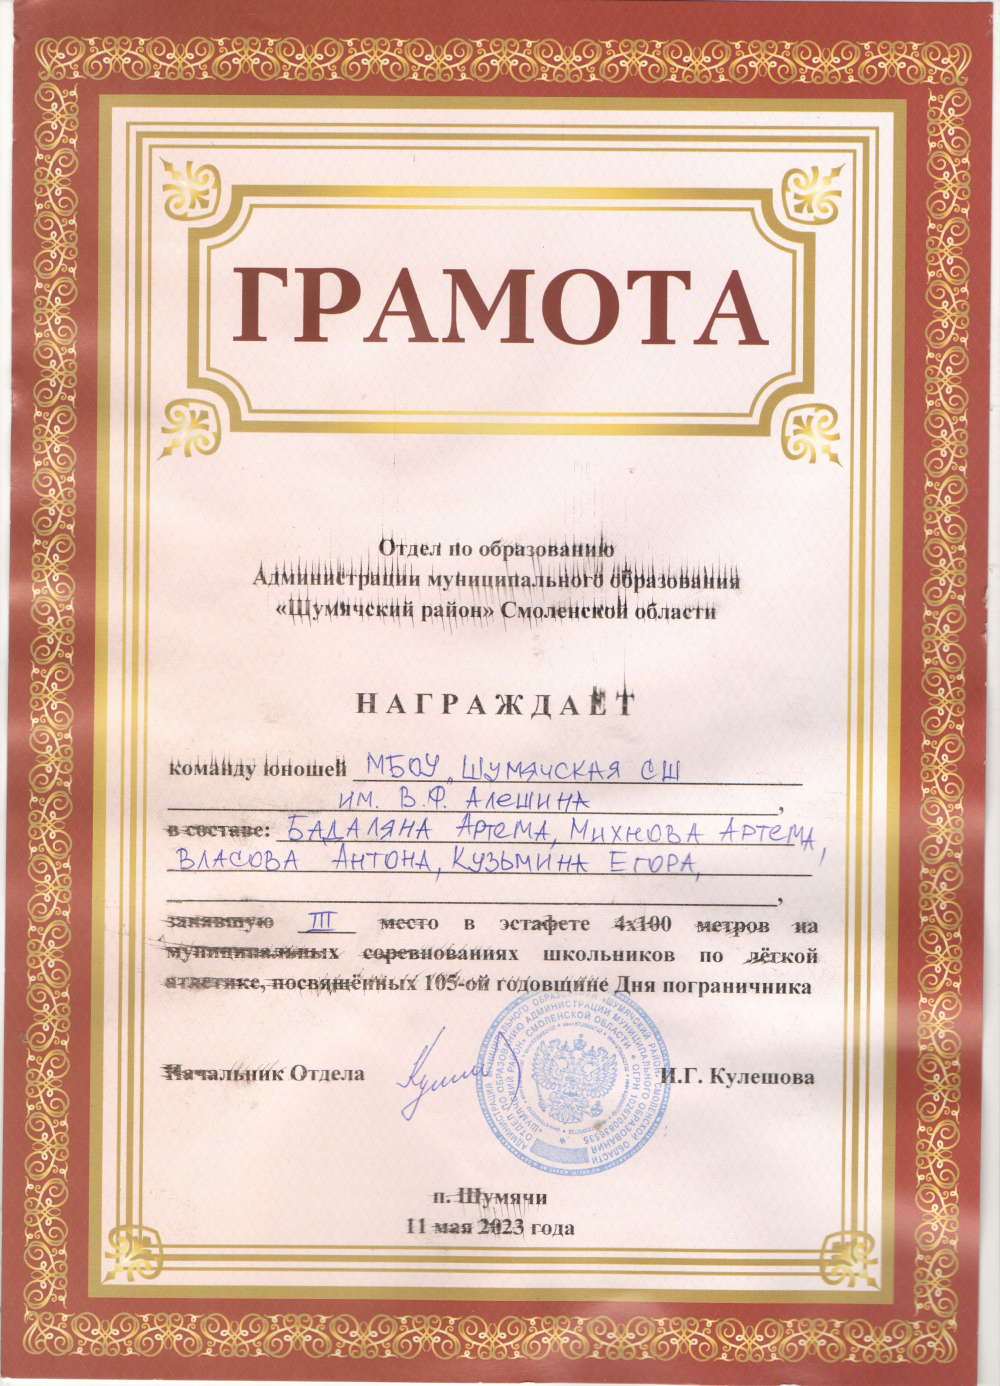 ГРАМОТА
Отдел по образованию
Администрации муниципального образования
«Шумячский район» Смоленской области
НАГРАЖДАЕТ
команду юношей МБОУ „Шумячская СШ
им. В.Ф. Алешина
в составе: Бадаляна Артема, Михнова Артема,
Власова Антона, Кузьмина Егора,
,
занявшую III место в эстафете 4х100 метров на
муниципальных соревнованиях школьников по лёгкой
атлетике, посвящённых 105-ой годовщине Дня пограничника
Начальник Отдела И.Г. Кулешова
п. Шумячи
11 мая 2023 года